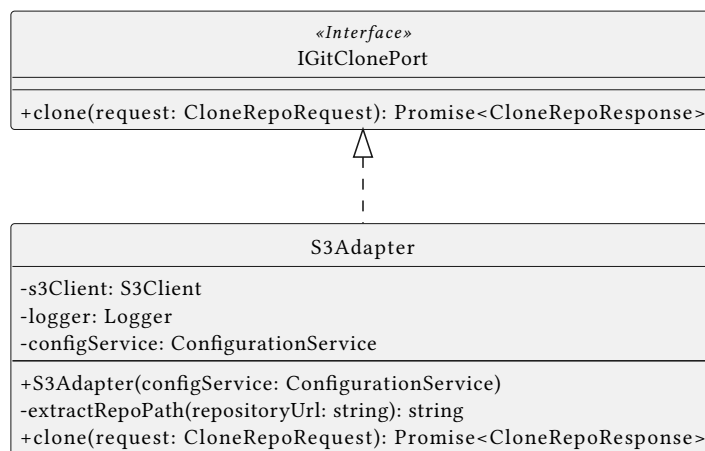 «Interface»
IGitClonePort
+clone(request: CloneRepoRequest): Promise<CloneRepoResponse>
S3Adapter
-s3Client: S3Client
-logger: Logger
-configService: ConfigurationService
+S3Adapter(configService: ConfigurationService)
-extractRepoPath(repositoryUrl: string): string
+clone(request: CloneRepoRequest): Promise<CloneRepoResponse>